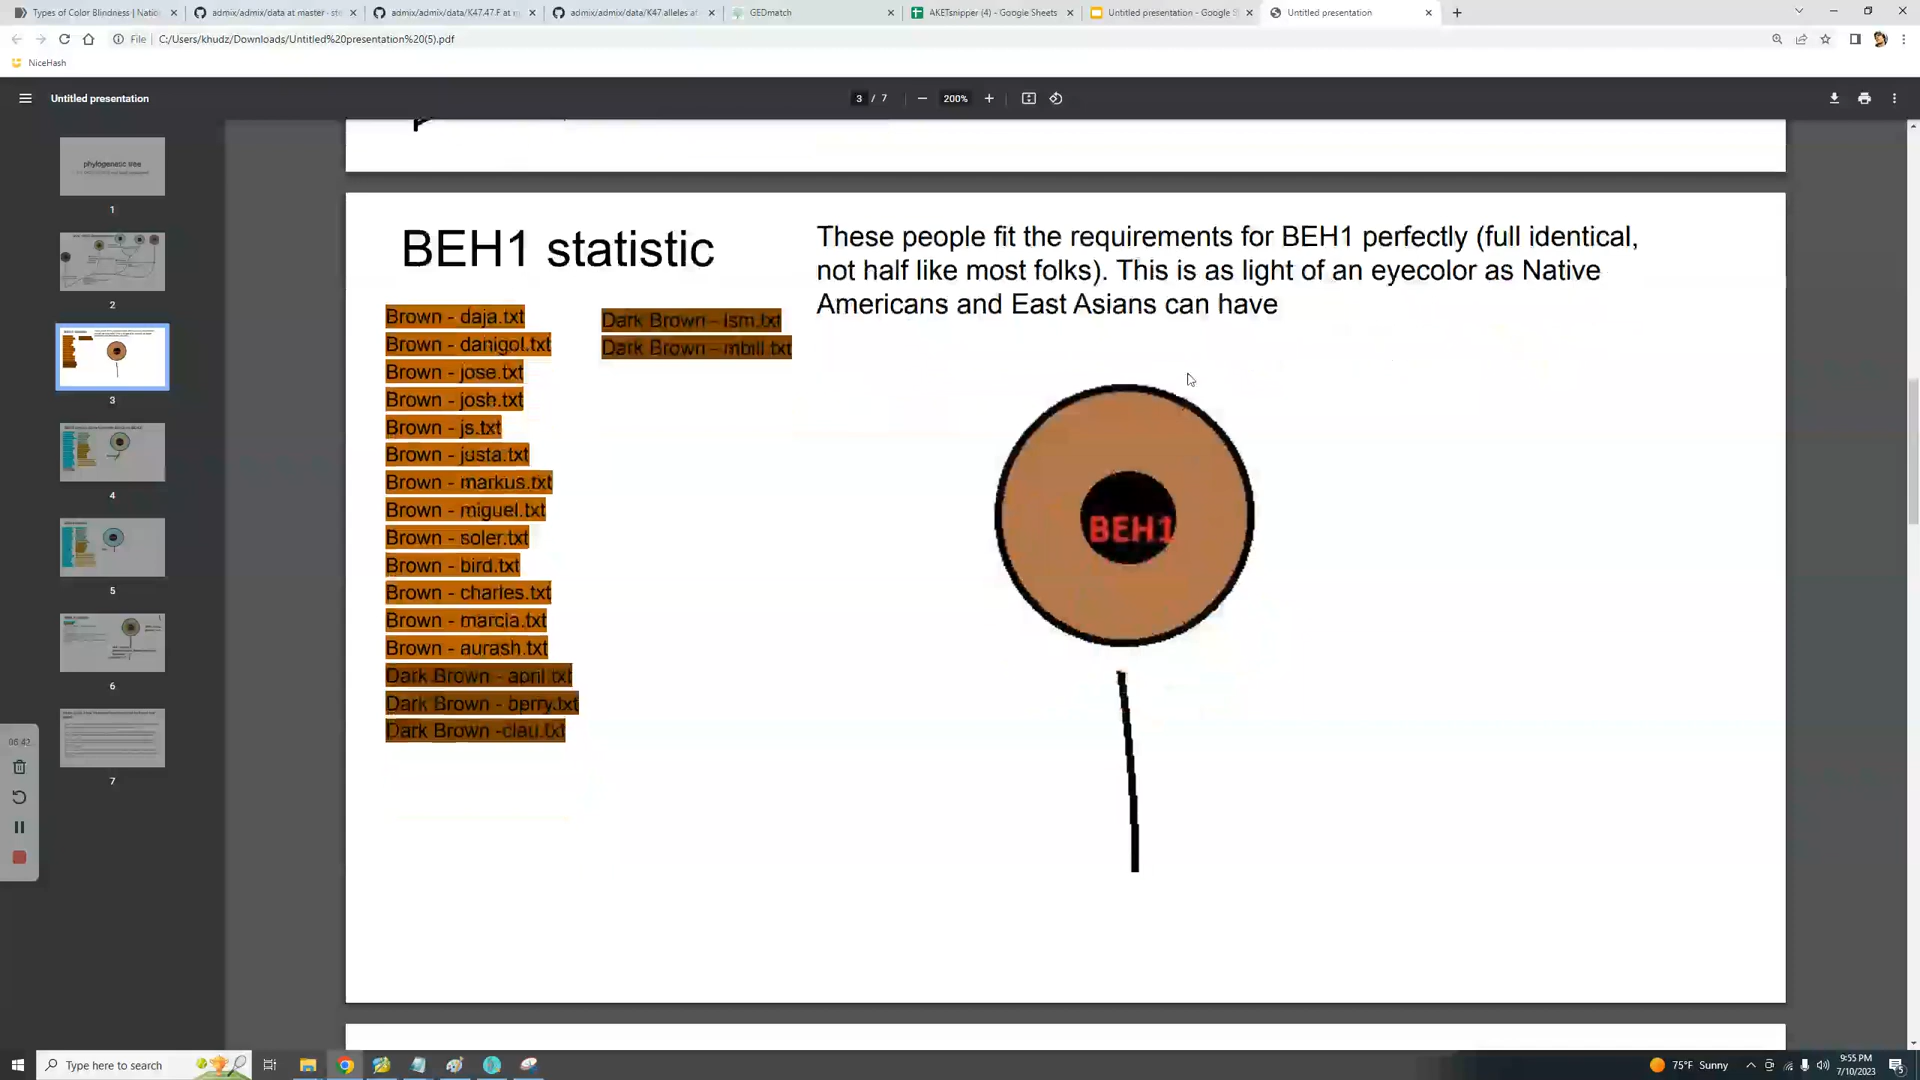 Types of Color Blindness | Natio
admix/admix/data at master · ste
admix/admix/data/K47.47.F at m
admix/admix/data/K47.alleles at
GEDmatch
AKETsnipper (4) - Google Sheets
Untitled presentation - Google S
Untitled presentation
File
C:/Users/khudz/Downloads/Untitled%20presentation%20(5).pdf
NiceHash
Untitled presentation
3 / 7
200%
phylogenetic tree
1
2
3
4
5
6
7
BEH1 statistic
These people fit the requirements for BEH1 perfectly (full identical,
not half like most folks). This is as light of an eyecolor as Native
Americans and East Asians can have
Brown - daja.txt
Brown - danigol.txt
Brown - jose.txt
Brown - josh.txt
Brown - js.txt
Brown - justa.txt
Brown - markus.txt
Brown - miguel.txt
Brown - soler.txt
Brown - bird.txt
Brown - charles.txt
Brown - marcia.txt
Brown - aurash.txt
Dark Brown - april.txt
Dark Brown - berry.txt
Dark Brown -clau.txt
Dark Brown - ism.txt
Dark Brown - mbill.txt
BEH1
06:42
Type here to search
75°F Sunny
9:55 PM
7/10/2023